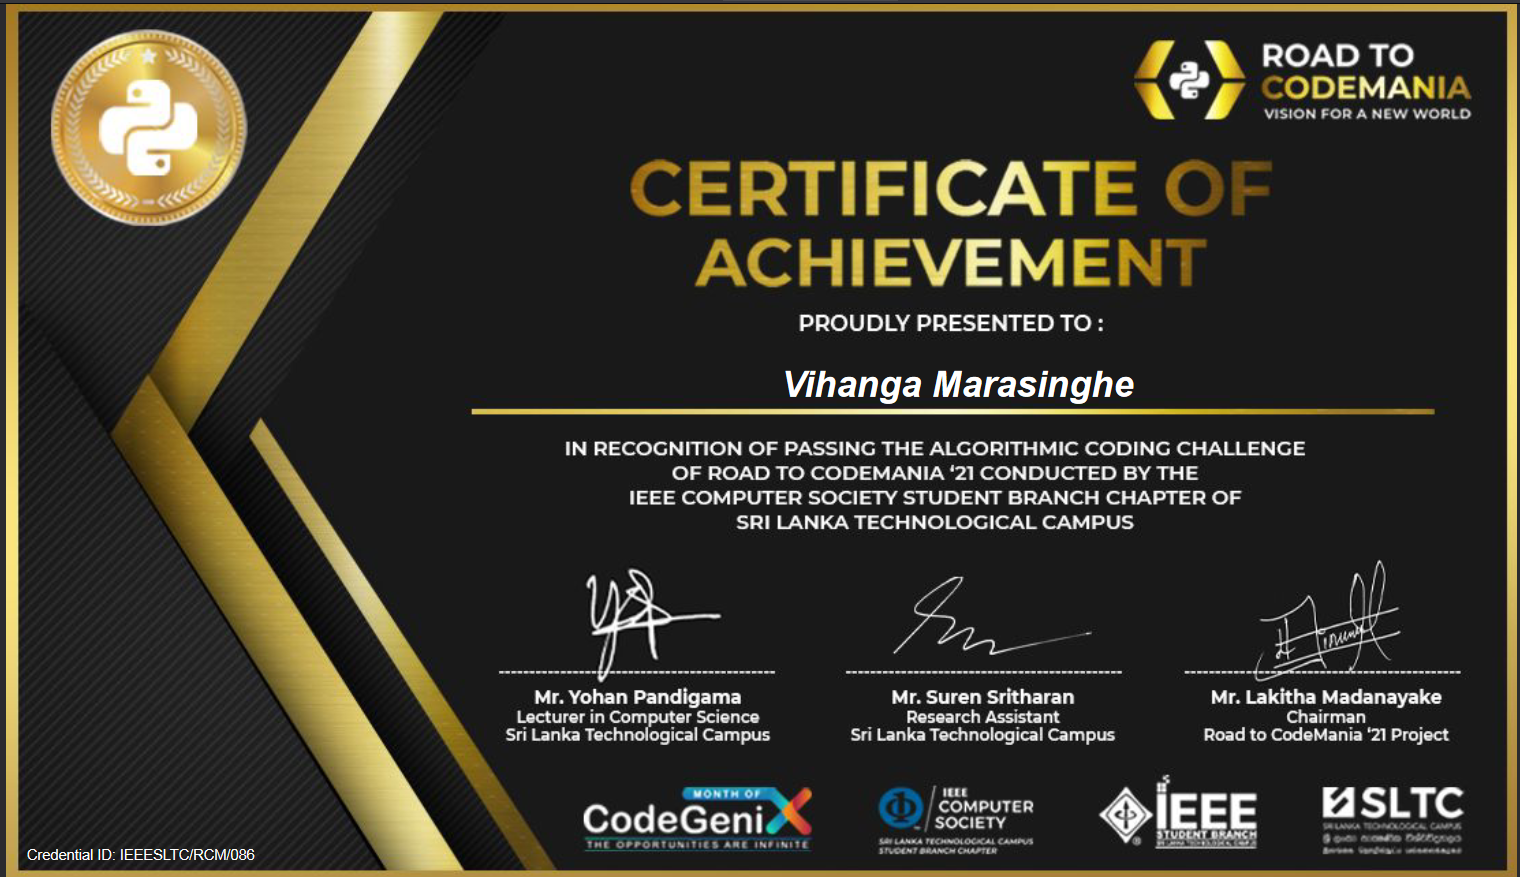 ROAD TO
CODEMANIA
VISION FOR A NEW WORLD
CERTIFICATE OF
ACHIEVEMENT
PROUDLY PRESENTED TO :
Vihanga Marasinghe
IN RECOGNITION OF PASSING THE ALGORITHMIC CODING CHALLENGE
OF ROAD TO CODEMANIA ‘21 CONDUCTED BY THE
IEEE COMPUTER SOCIETY STUDENT BRANCH CHAPTER OF
SRI LANKA TECHNOLOGICAL CAMPUS
Mr. Yohan Pandigama
Lecturer in Computer Science
Sri Lanka Technological Campus
Mr. Suren Sritharan
Research Assistant
Sri Lanka Technological Campus
Mr. Lakitha Madanayake
Chairman
Road to CodeMania ‘21 Project
MONTH OF
CodeGeniX
THE OPPORTUNITIES ARE INFINITE
IEEE
COMPUTER
SOCIETY
SRI LANKA TECHNOLOGICAL CAMPUS
STUDENT BRANCH CHAPTER
IEEE
STUDENT BRANCH
SRI LANKA TECHNOLOGICAL CAMPUS
SLTC
SRI LANKA TECHNOLOGICAL CAMPUS
Credential ID: IEEESLTC/RCM/086